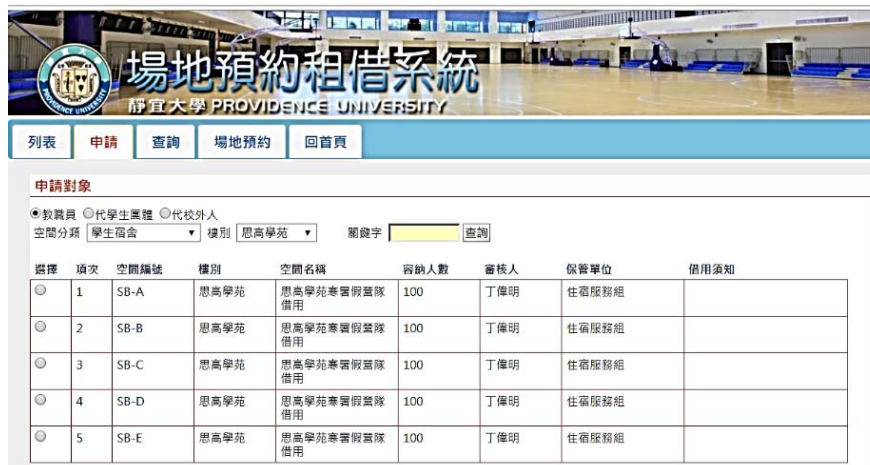 場地預約租借系統
靜宜大學 PROVIDENCE UNIVERSITY
列表 申請 查詢 場地預約 回首頁
申請對象
教職員 代學生團體 代校外人
空間分類 學生宿舍 樓別 思高學苑 關鍵字 查詢
選擇 項次 空間編號 樓別 空間名稱 容納人數 審核人 保管單位 借用須知
1 SB-A 思高學苑 思高學苑寒暑假營隊 100 丁偉明 住宿服務組
借用
2 SB-B 思高學苑 思高學苑寒暑假營隊 100 丁偉明 住宿服務組
借用
3 SB-C 思高學苑 思高學苑寒暑假營隊 100 丁偉明 住宿服務組
借用
4 SB-D 思高學苑 思高學苑寒暑假營隊 100 丁偉明 住宿服務組
借用
5 SB-E 思高學苑 思高學苑寒暑假營隊 100 丁偉明 住宿服務組
借用